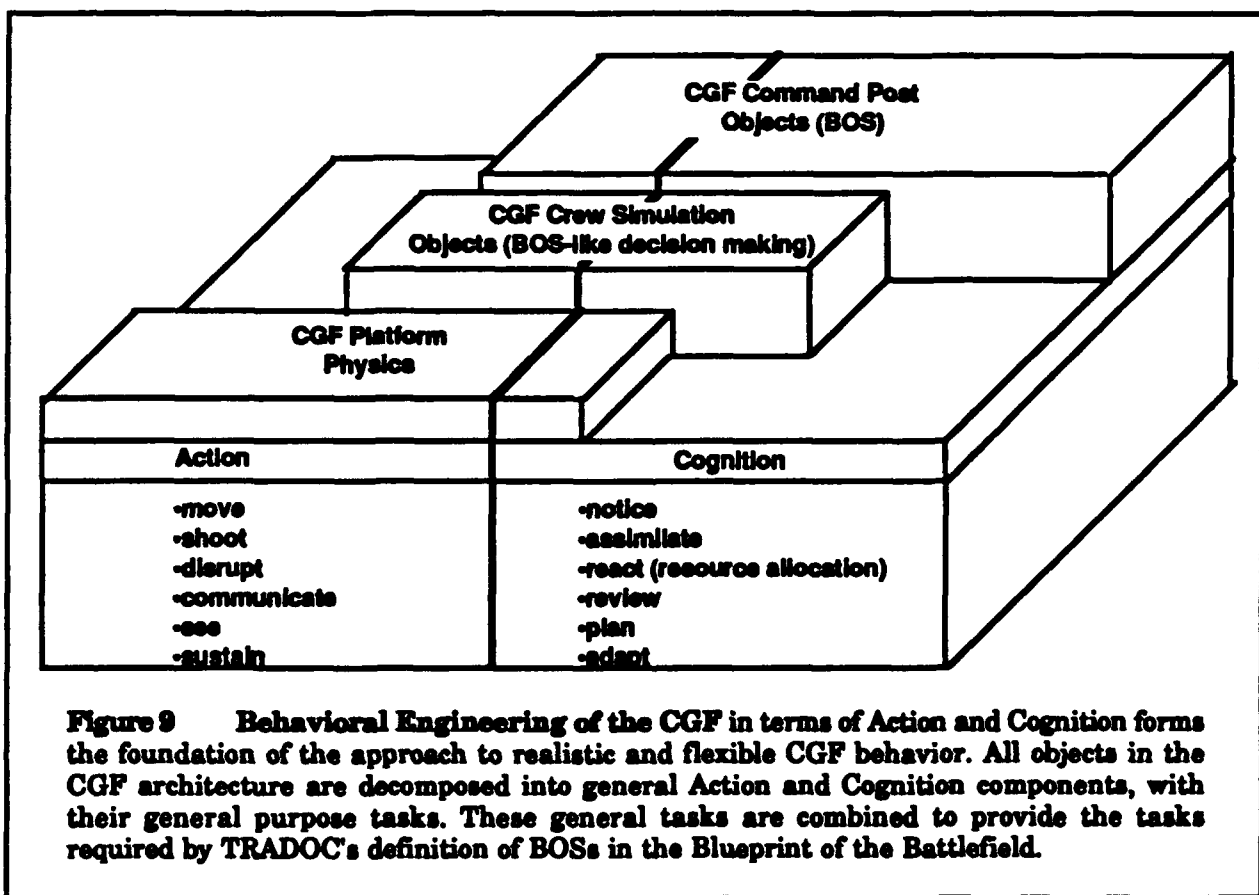 CGF Command Post
Objects (BOS)
CGF Crew Simulation
Objects (BOS-like decision making)
CGF Platform
Physics
Action
•move
•shoot
•disrupt
•communicate
•see
•sustain
Cognition
•notice
•assimilate
•react (resource allocation)
•review
•plan
•adapt
Figure 9 Behavioral Engineering of the CGF in terms of Action and Cognition forms
the foundation of the approach to realistic and flexible CGF behavior. All objects in the
CGF architecture are decomposed into general Action and Cognition components, with
their general purpose tasks. These general tasks are combined to provide the tasks
required by TRADOC's definition of BOSs in the Blueprint of the Battlefield.